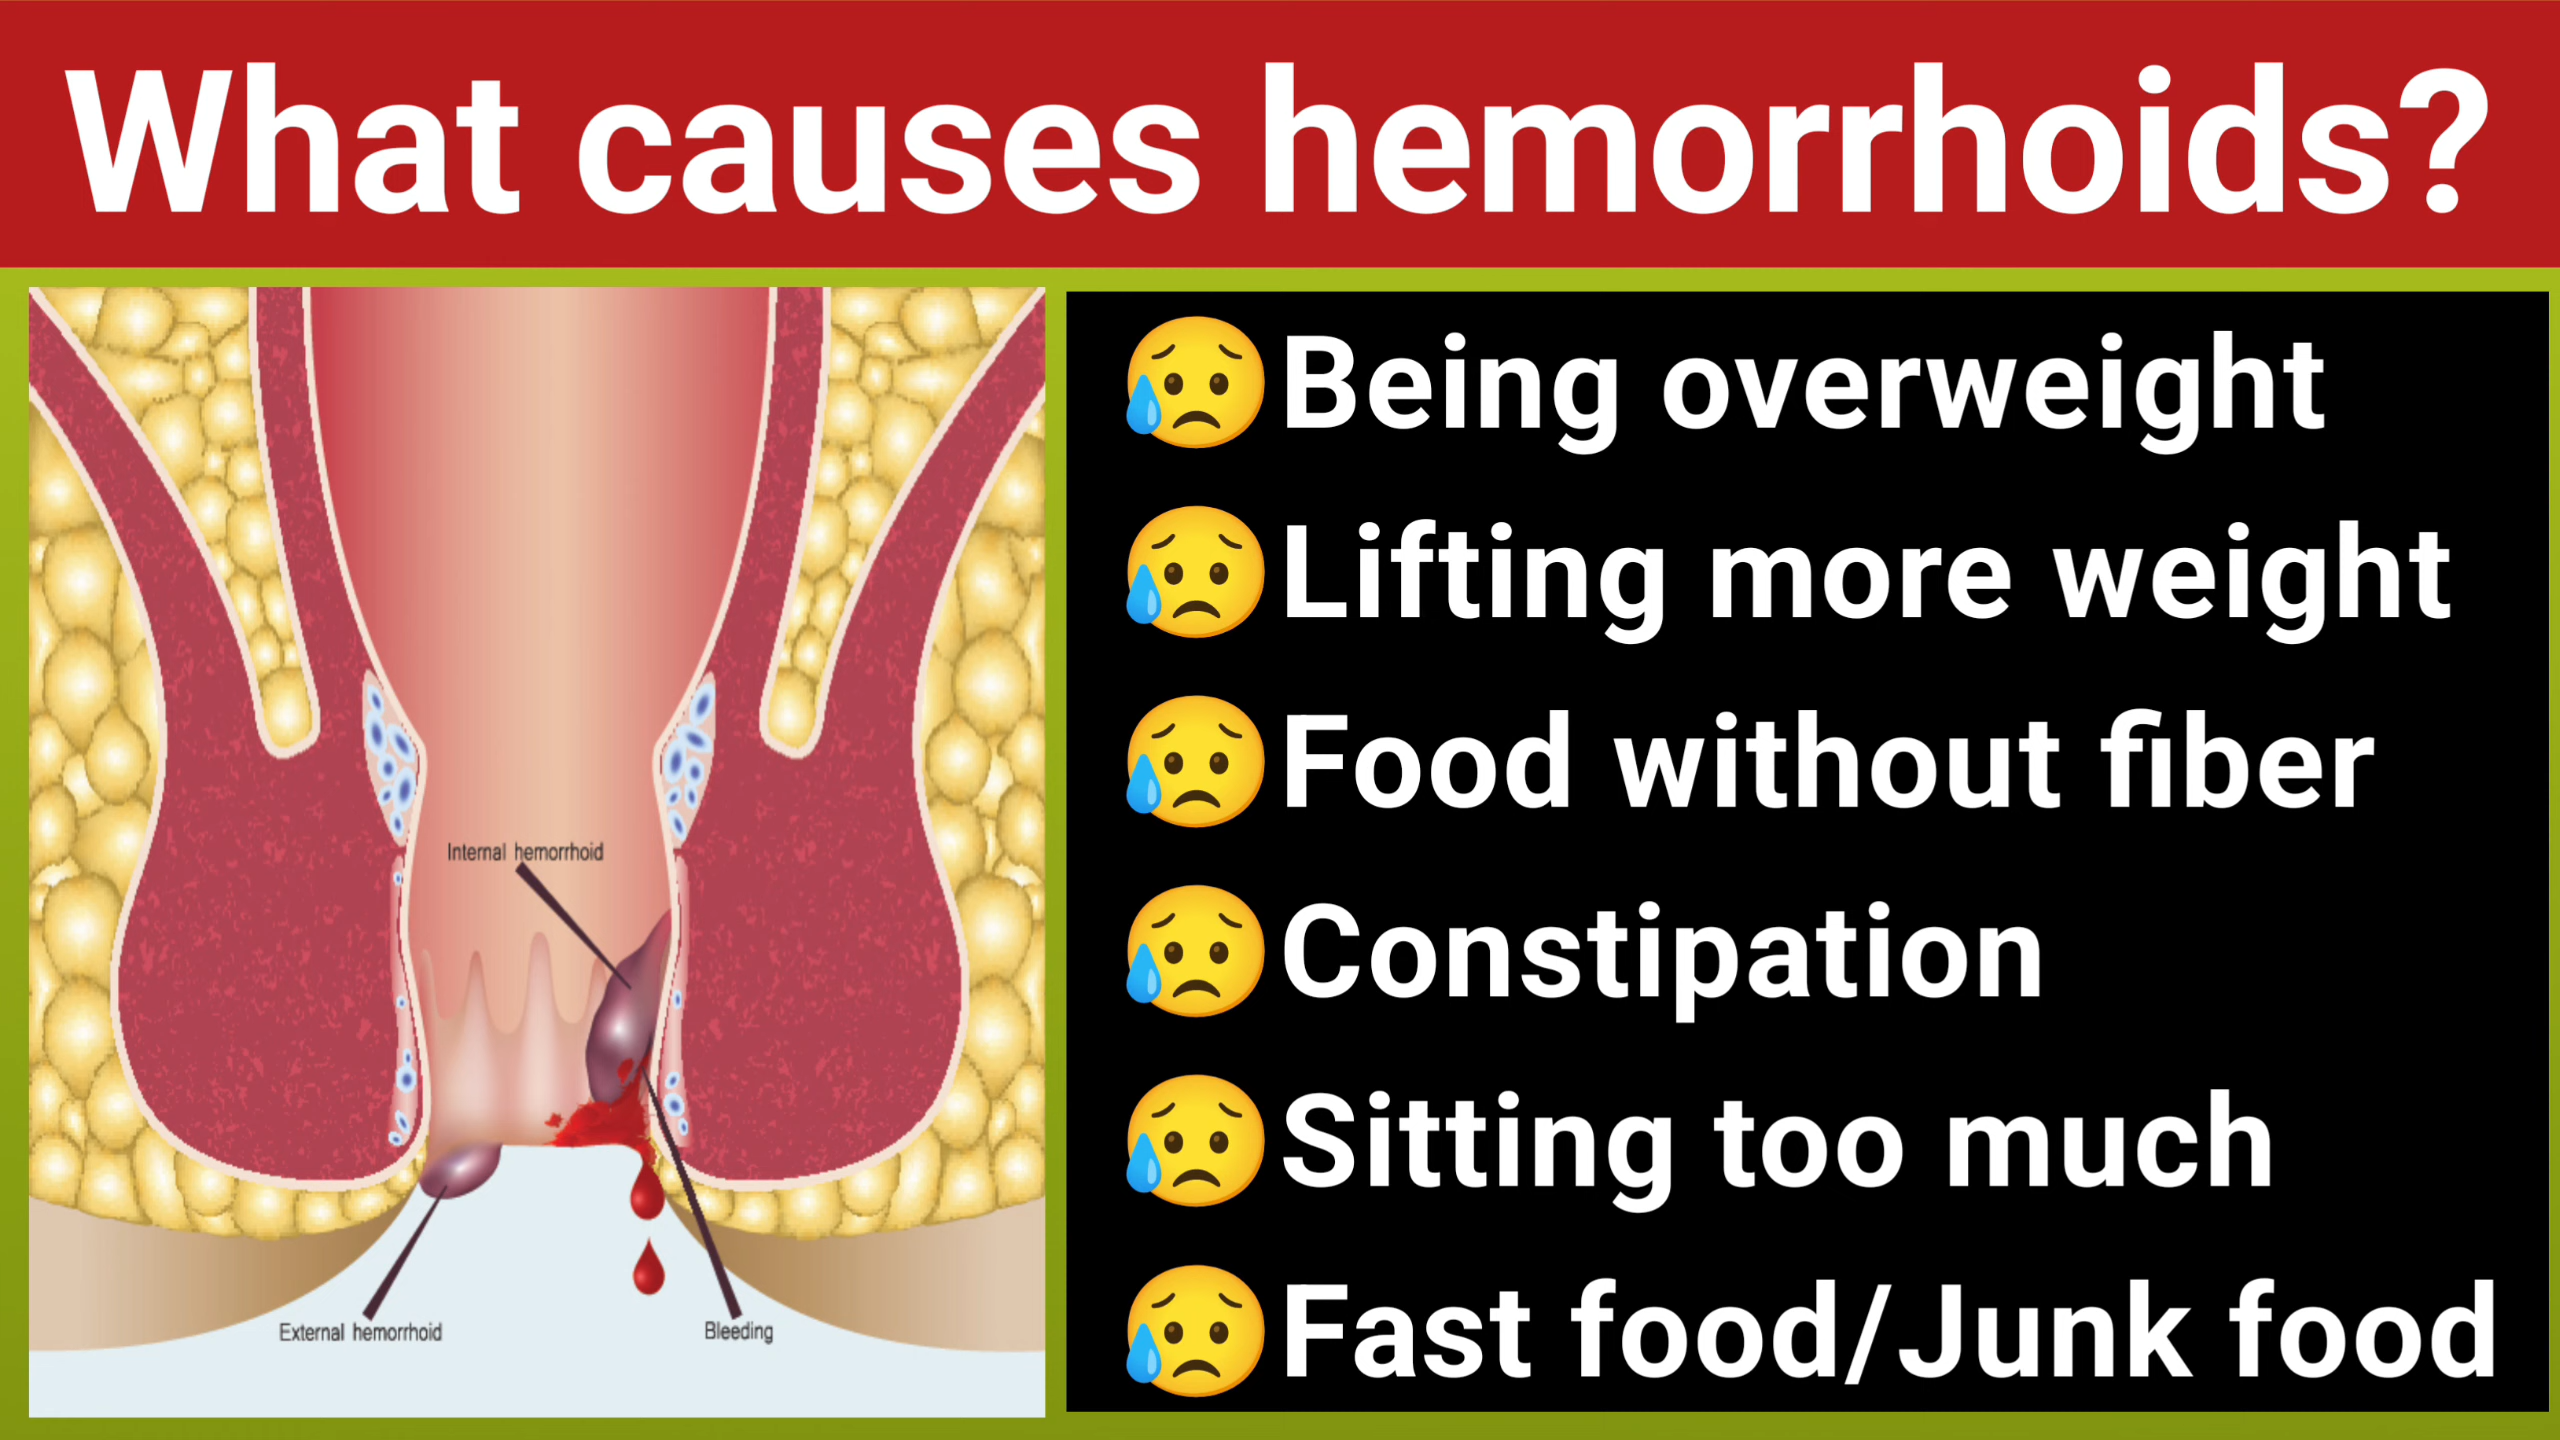 What causes hemorrhoids?
Internal hemorrhoid
External hemorrhoid
Bleeding
😥Being overweight
😥Lifting more weight
😥Food without fiber
😥Constipation
😥Sitting too much
😥Fast food/Junk food